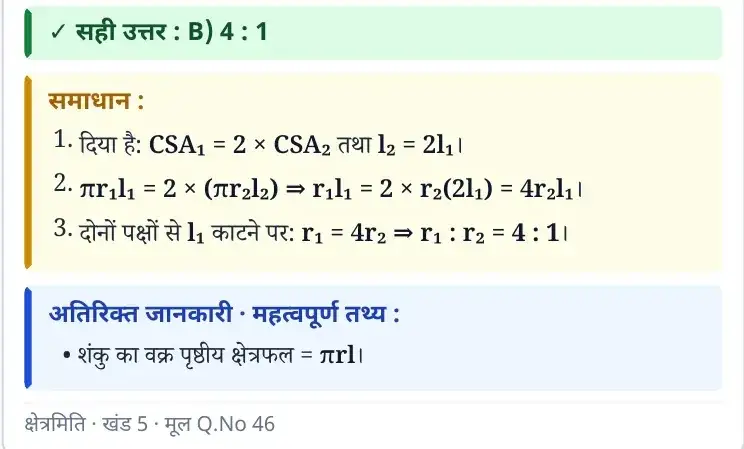 ✓ सही उत्तर : B) 4 : 1
समाधान :
1. दिया है: CSA₁ = 2 × CSA₂ तथा l₂ = 2l₁।
2. πr₁l₁ = 2 × (πr₂l₂) ⇒ r₁l₁ = 2 × r₂(2l₁) = 4r₂l₁।
3. दोनों पक्षों से l₁ काटने पर: r₁ = 4r₂ ⇒ r₁ : r₂ = 4 : 1।
अतिरिक्त जानकारी · महत्वपूर्ण तथ्य :
• शंकु का वक्र पृष्ठीय क्षेत्रफल = πrl।
क्षेत्रमिति · खंड 5 · मूल Q.No 46